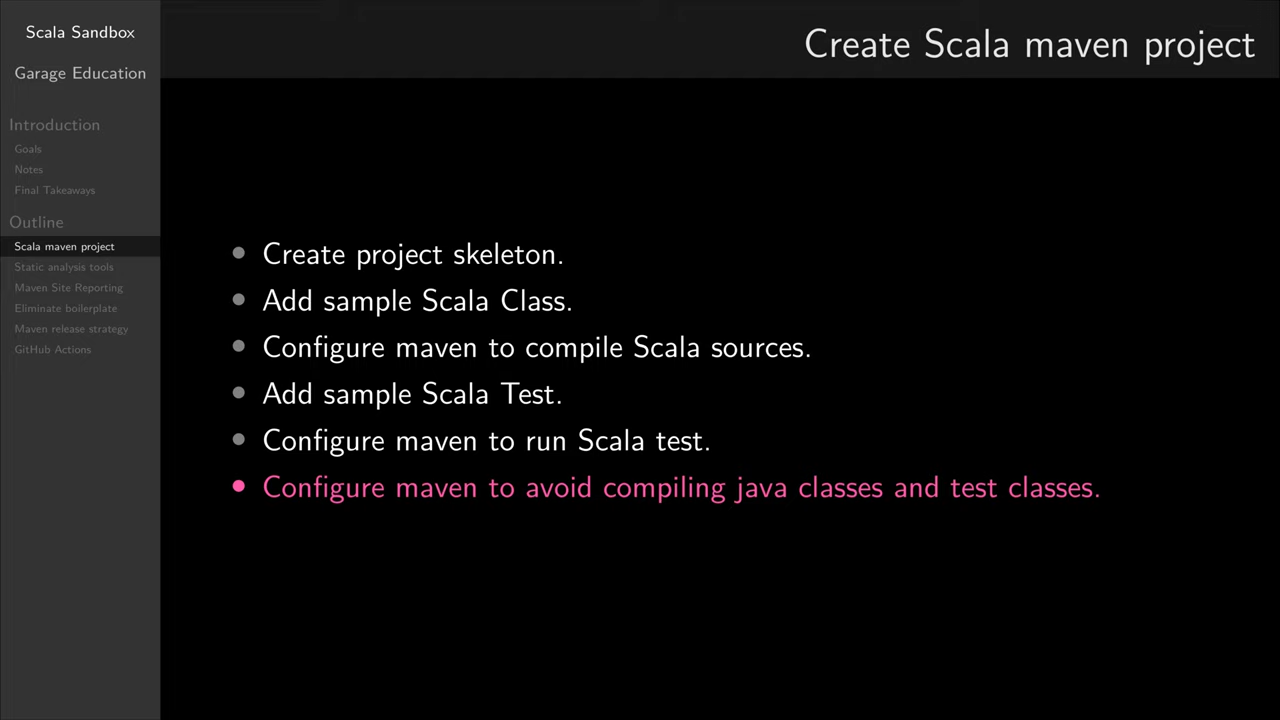 Scala Sandbox
Garage Education
Introduction
Goals
Notes
Final Takeaways
Outline
Scala maven project
Static analysis tools
Maven Site Reporting
Eliminate boilerplate
Maven release strategy
GitHub Actions
Create Scala maven project
Create project skeleton.
Add sample Scala Class.
Configure maven to compile Scala sources.
Add sample Scala Test.
Configure maven to run Scala test.
Configure maven to avoid compiling java classes and test classes.